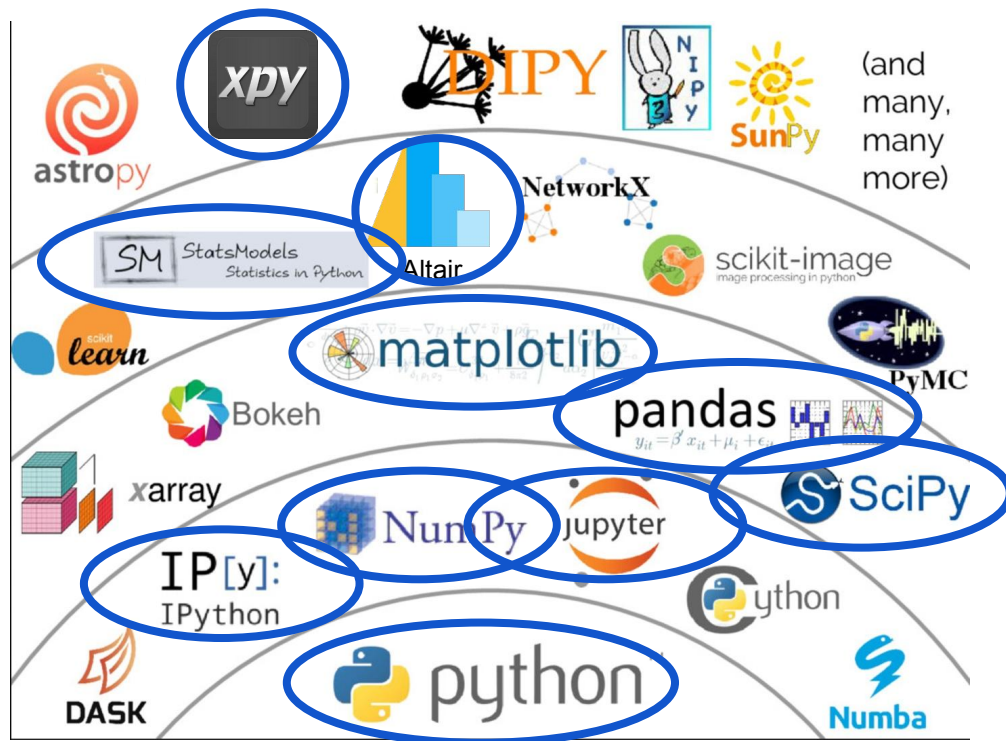 astropy
xpy
DIPY
NIPY
SunPy
(and
many,
many
more)
SM StatsModels
Statistics in Python
Altair
NetworkX
scikit-image
image processing in python
scikit
learn
matplotlib
PyMC
Bokeh
pandas
xarray
NumPy
jupyter
SciPy
IP[y]:
IPython
Cython
DASK
python
Numba